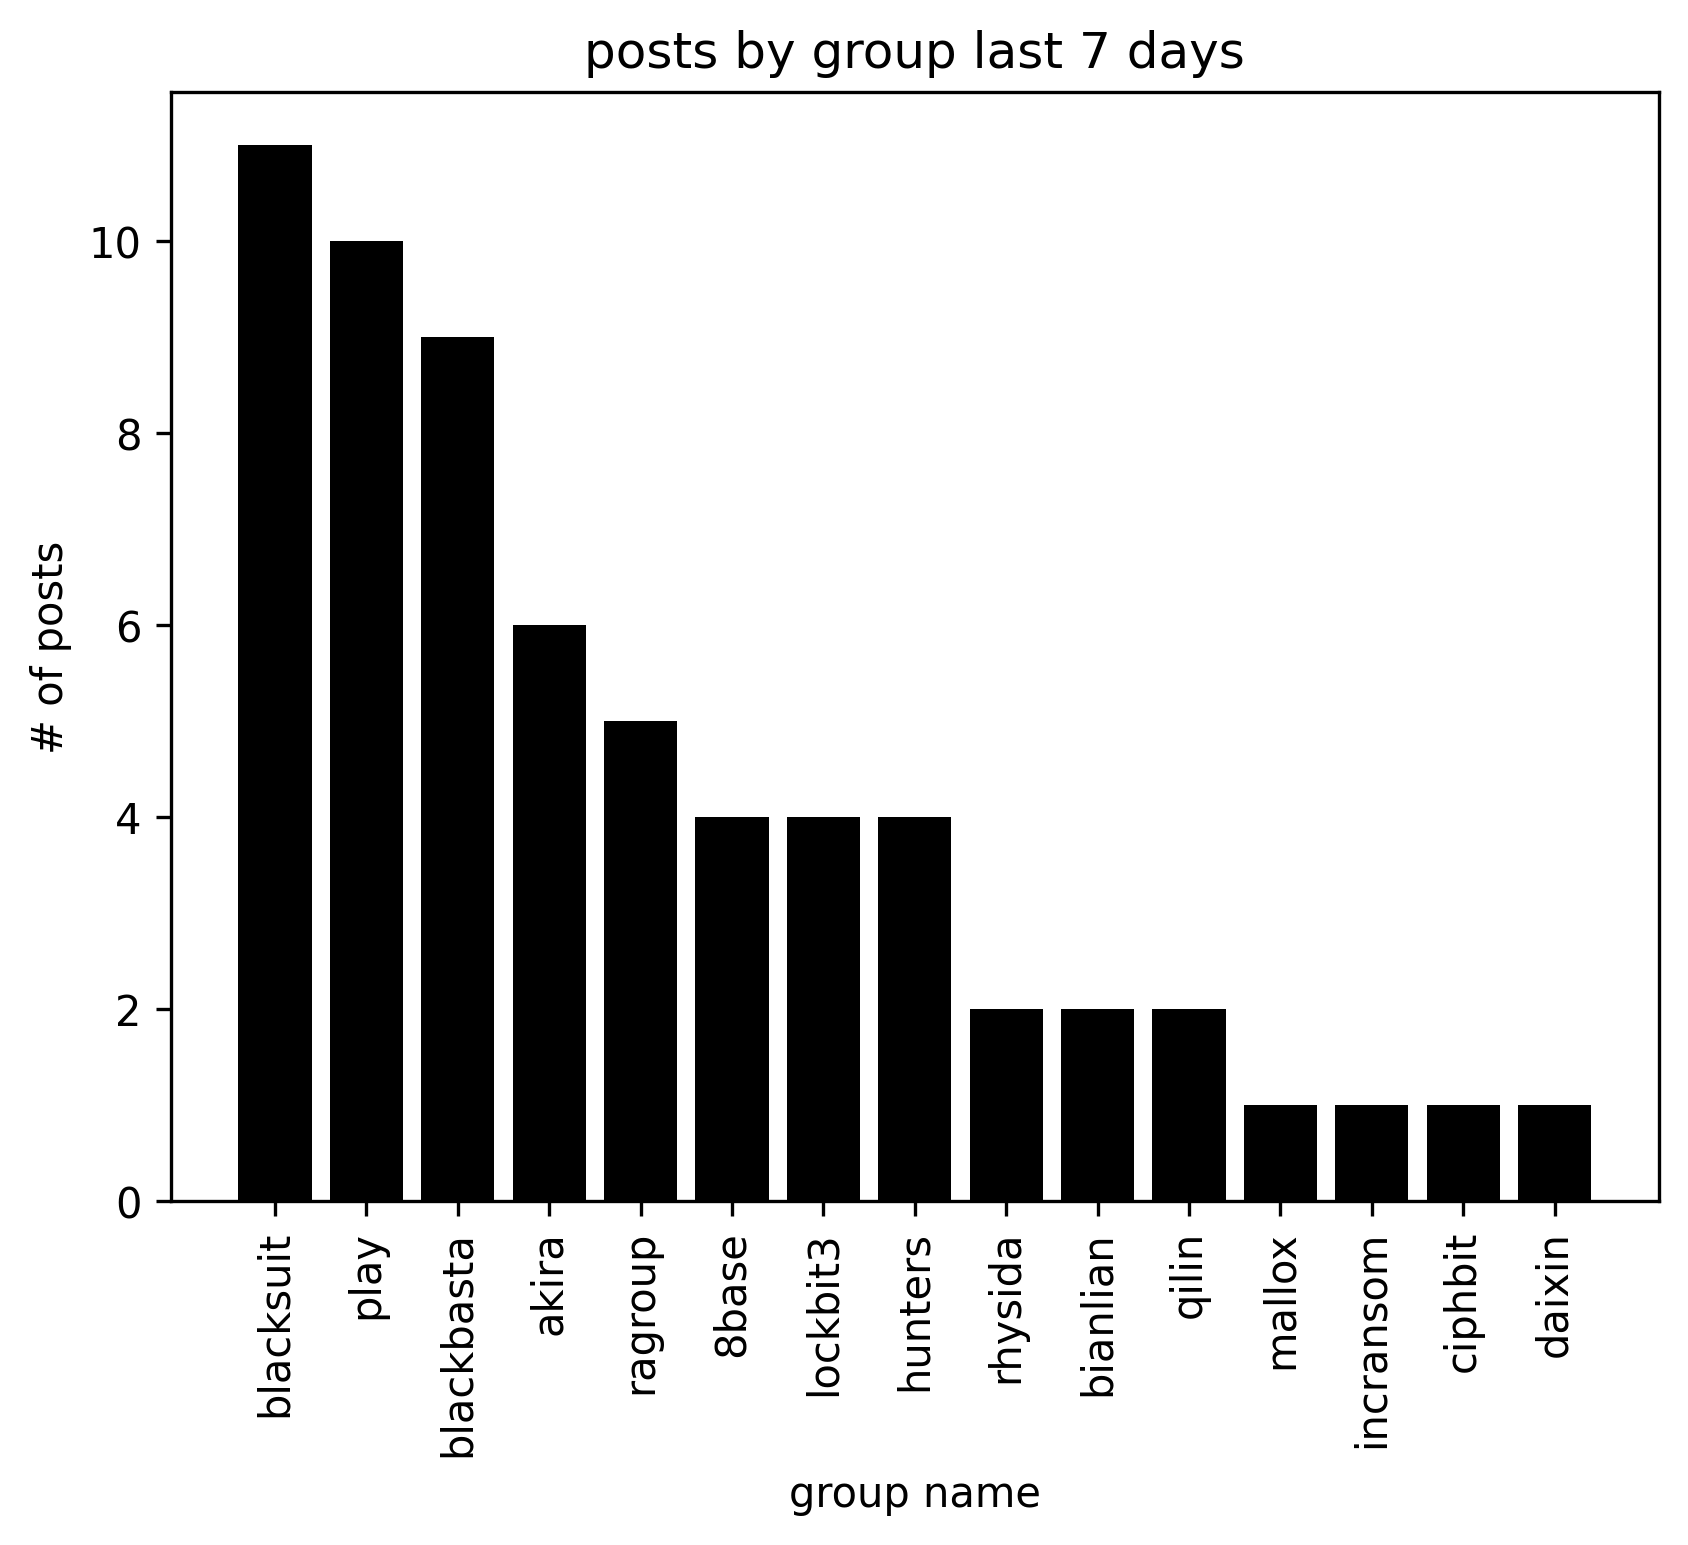 posts by group last 7 days
# of posts
10
8
6
4
2
0
blacksuit
play
blackbasta
akira
ragroup
8base
lockbit3
hunters
rhysida
bianlian
qilin
mallox
incransom
ciphbit
daixin
group name